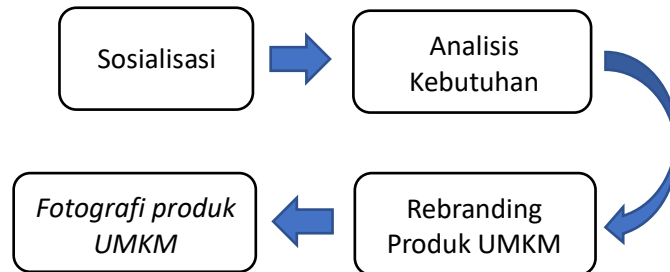 Sosialisasi
Analisis
Kebutuhan
Rebranding
Produk UMKM
Fotografi produk
UMKM